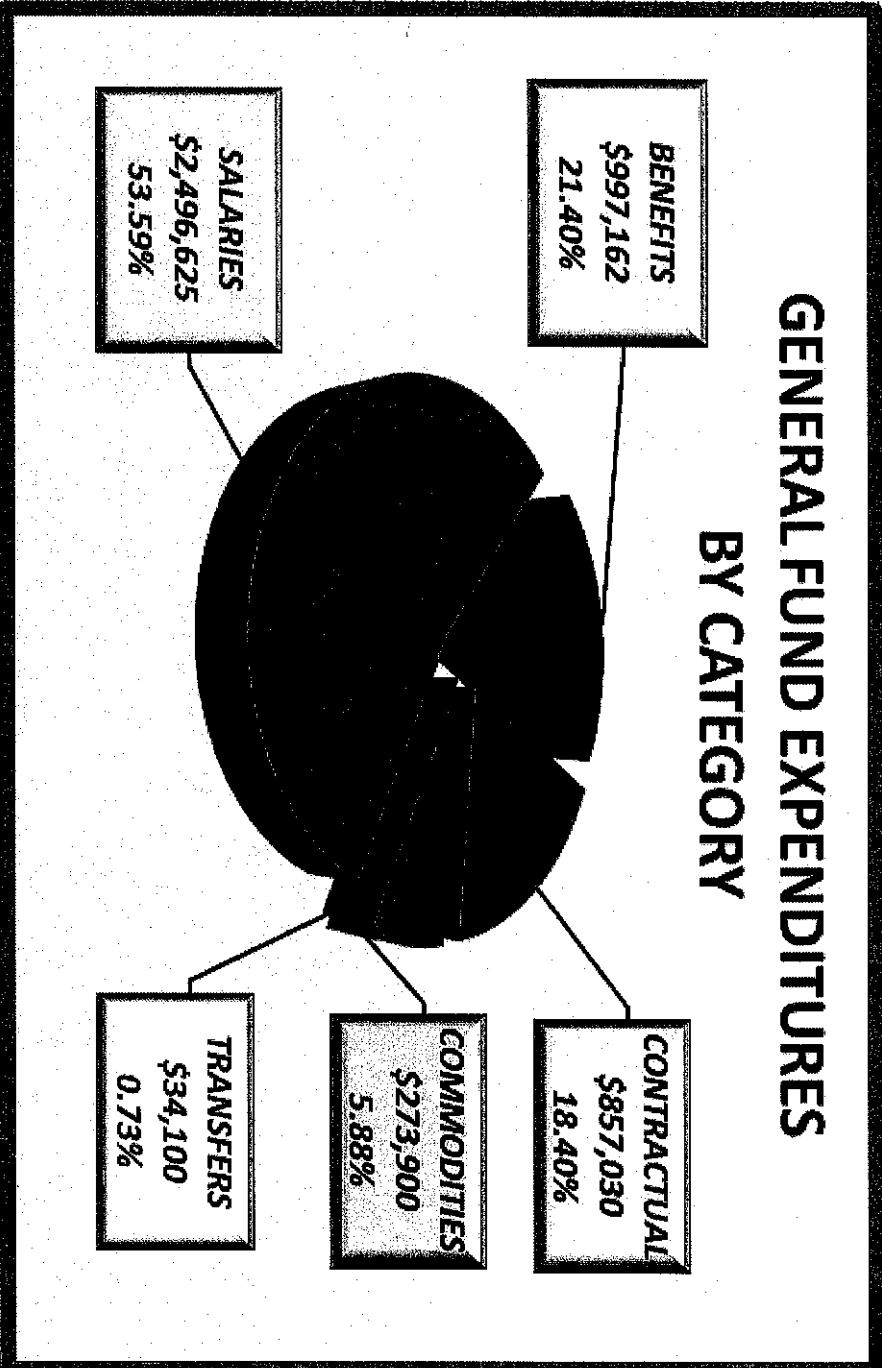 GENERAL FUND EXPENDITURES
BY CATEGORY
BENEFITS
$997,162
21.40%
CONTRACTUAL
$857,030
18.40%
COMMODITIES
$273,900
5.88%
TRANSFERS
$34,100
0.73%
SALARIES
$2,496,625
53.59%